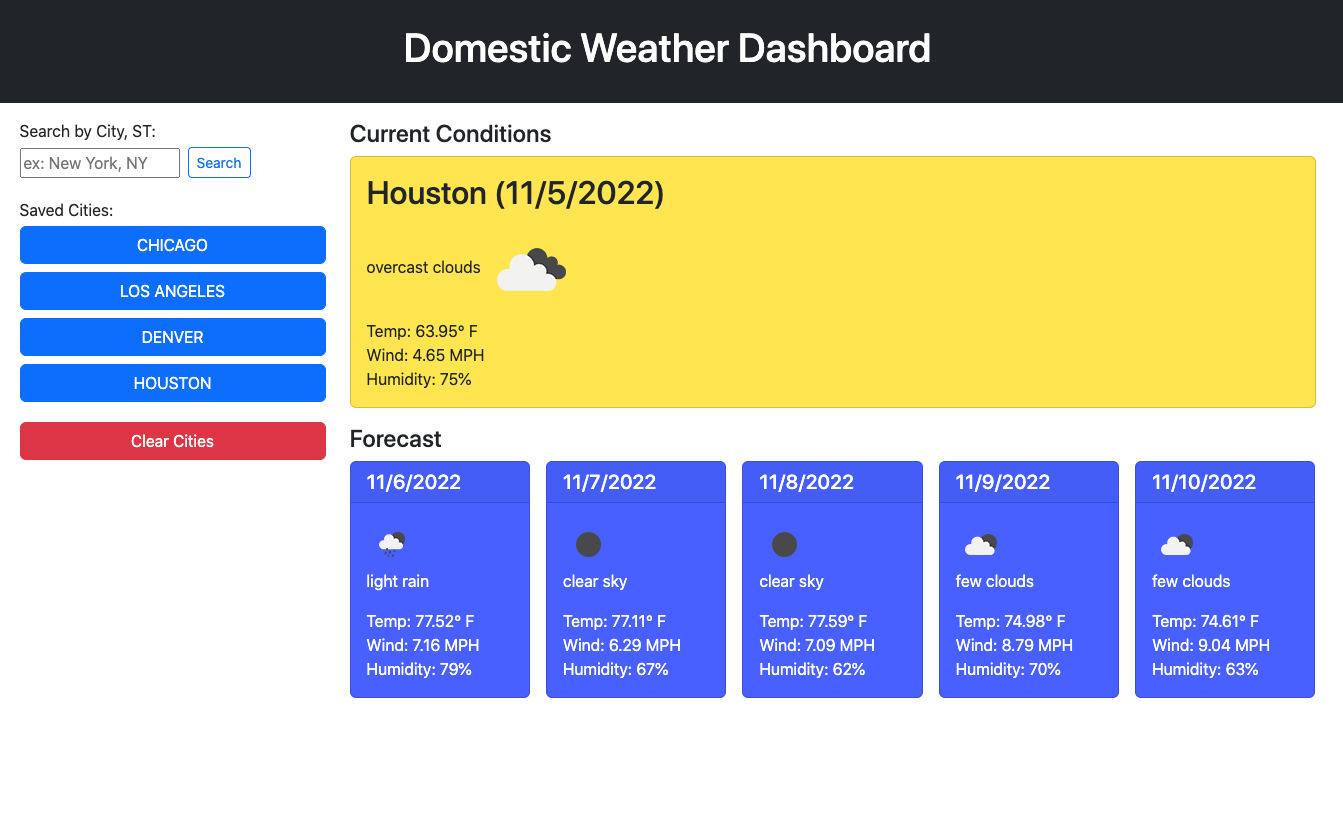 Domestic Weather Dashboard
Search by City, ST:
ex: New York, NY
Search
Saved Cities:
CHICAGO
LOS ANGELES
DENVER
HOUSTON
Clear Cities
Current Conditions
Houston (11/5/2022)
overcast clouds
Temp: 63.95° F
Wind: 4.65 MPH
Humidity: 75%
Forecast
11/6/2022
light rain
Temp: 77.52° F
Wind: 7.16 MPH
Humidity: 79%
11/7/2022
clear sky
Temp: 77.11° F
Wind: 6.29 MPH
Humidity: 67%
11/8/2022
clear sky
Temp: 77.59° F
Wind: 7.09 MPH
Humidity: 62%
11/9/2022
few clouds
Temp: 74.98° F
Wind: 8.79 MPH
Humidity: 70%
11/10/2022
few clouds
Temp: 74.61° F
Wind: 9.04 MPH
Humidity: 63%